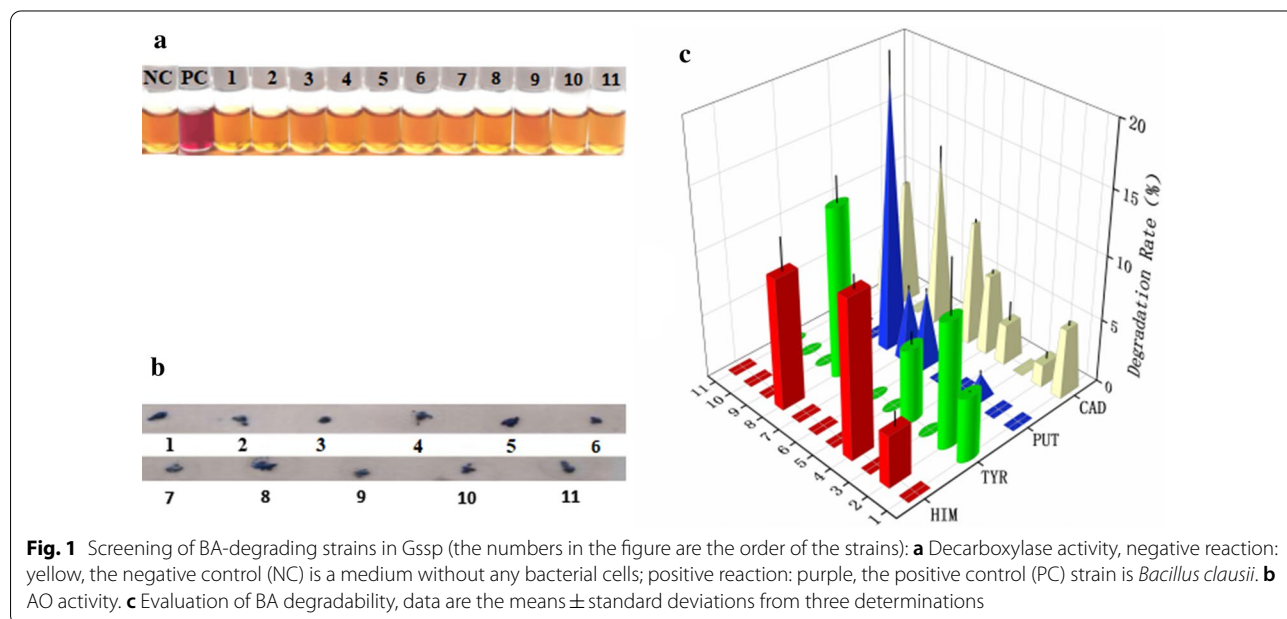 a
NC PC 1 2 3 4 5 6 7 8 9 10 11
b
1 2 3 4 5 6
7 8 9 10 11
c
20
15
10
5
0
Degradation Rate (%)
CAD
PUT
TYR
HIM
11 10 9 8 7 6 5 4 3 2 1
Fig. 1 Screening of BA-degrading strains in Gssp (the numbers in the figure are the order of the strains): a Decarboxylase activity, negative reaction:
yellow, the negative control (NC) is a medium without any bacterial cells; positive reaction: purple, the positive control (PC) strain is Bacillus clausii. b
AO activity. c Evaluation of BA degradability, data are the means ± standard deviations from three determinations